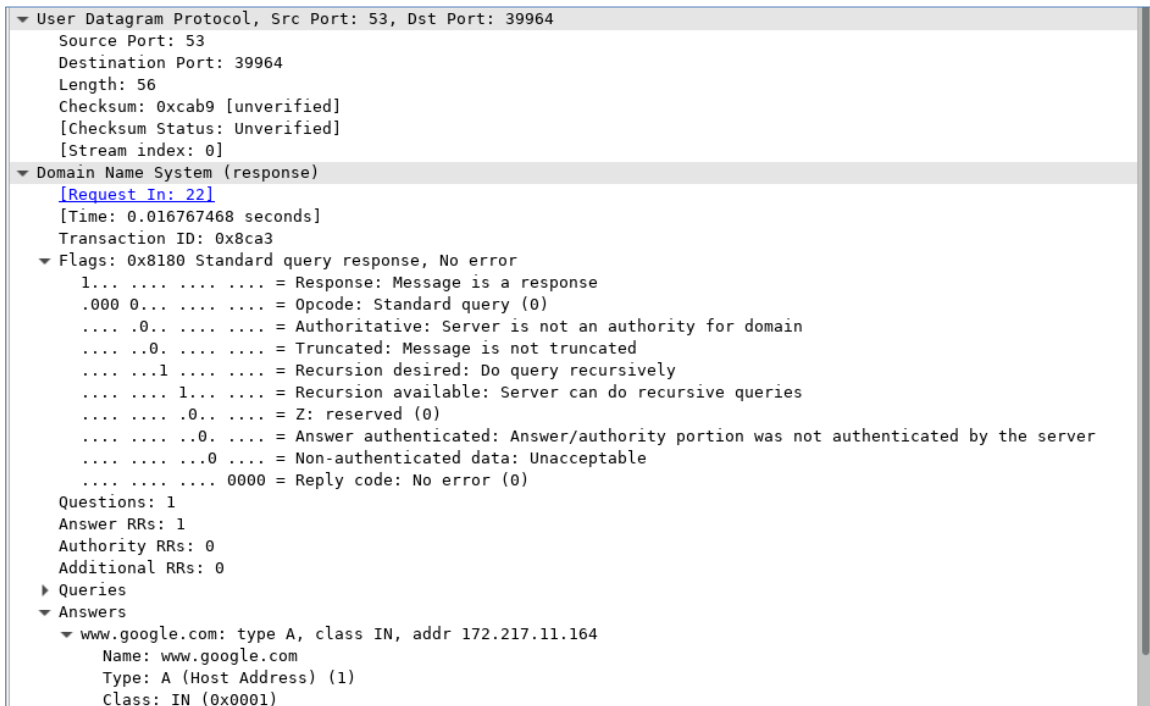 User Datagram Protocol, Src Port: 53, Dst Port: 39964
Source Port: 53
Destination Port: 39964
Length: 56
Checksum: 0xcab9 [unverified]
[Checksum Status: Unverified]
[Stream index: 0]
Domain Name System (response)
[Request In: 22]
[Time: 0.016767468 seconds]
Transaction ID: 0x8ca3
Flags: 0x8180 Standard query response, No error
1... .... .... .... = Response: Message is a response
.000 0... .... .... = Opcode: Standard query (0)
.... .0.. .... .... = Authoritative: Server is not an authority for domain
.... ..0. .... .... = Truncated: Message is not truncated
.... ...1 .... .... = Recursion desired: Do query recursively
.... .... 1... .... = Recursion available: Server can do recursive queries
.... .... .0.. .... = Z: reserved (0)
.... .... ..0. .... = Answer authenticated: Answer/authority portion was not authenticated by the server
.... .... ...0 .... = Non-authenticated data: Unacceptable
.... .... .... 0000 = Reply code: No error (0)
Questions: 1
Answer RRs: 1
Authority RRs: 0
Additional RRs: 0
Queries
Answers
www.google.com: type A, class IN, addr 172.217.11.164
Name: www.google.com
Type: A (Host Address) (1)
Class: IN (0x0001)